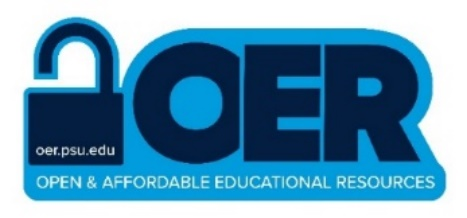 OER
oer.psu.edu
OPEN & AFFORDABLE EDUCATIONAL RESOURCES